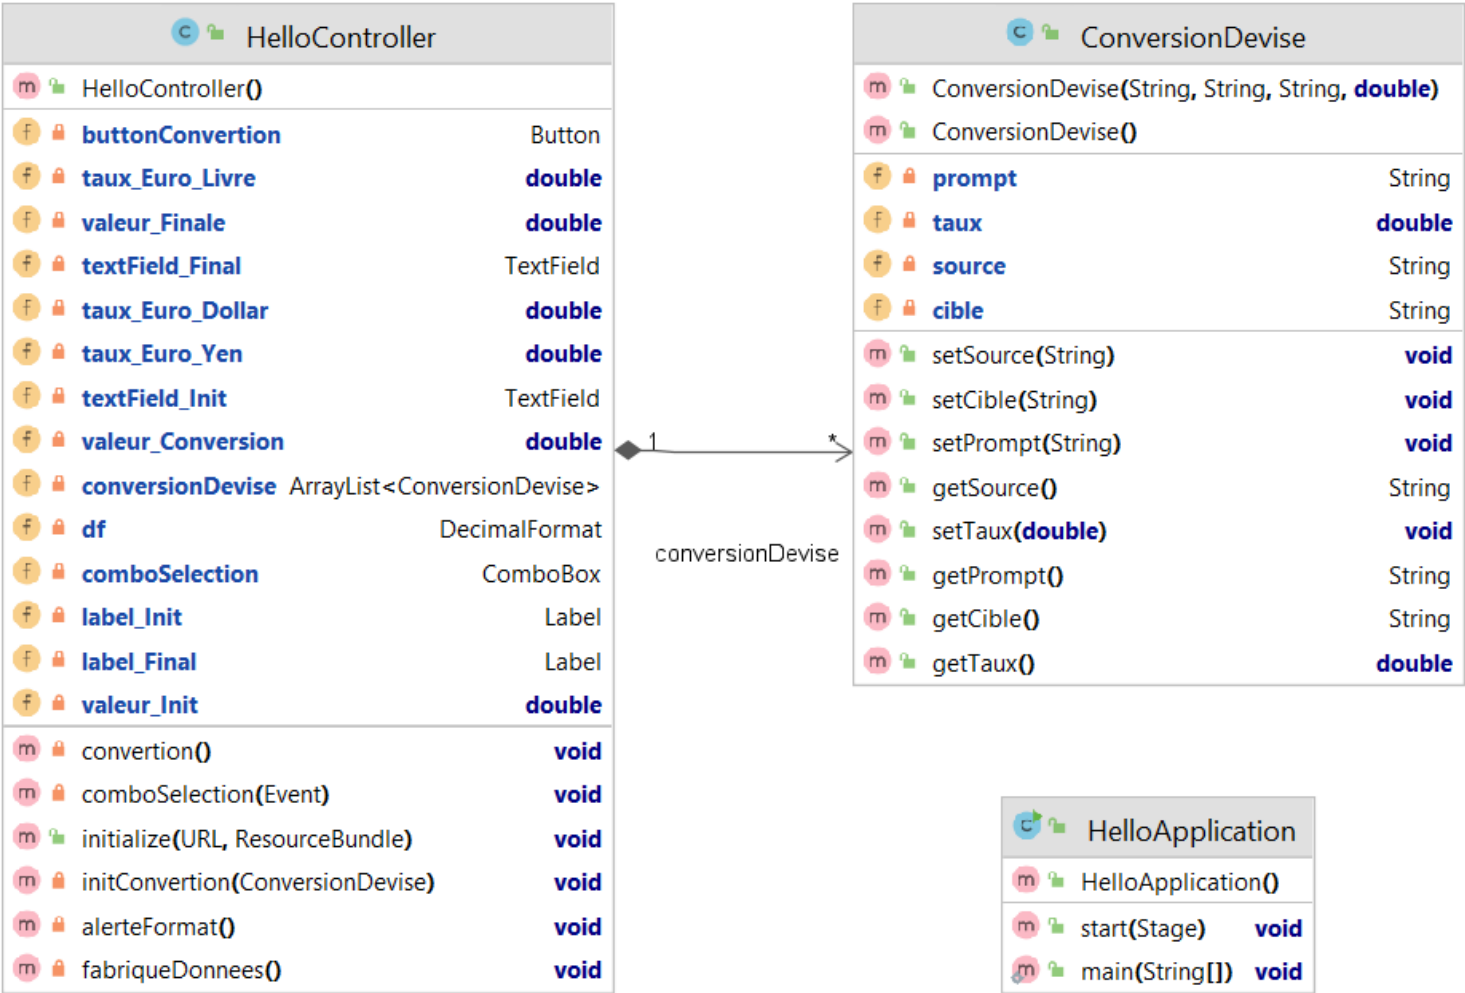 HelloController
HelloController()
buttonConvertion Button
taux_Euro_Livre double
valeur_Finale double
textField_Final TextField
taux_Euro_Dollar double
taux_Euro_Yen double
textField_Init TextField
valeur_Conversion double
conversionDevise ArrayList<ConversionDevise>
df DecimalFormat
comboSelection ComboBox
label_Init Label
label_Final Label
valeur_Init double
convertion() void
comboSelection(Event) void
initialize(URL, ResourceBundle) void
initConvertion(ConversionDevise) void
alerteFormat() void
fabriqueDonnees() void
1 *
conversionDevise
ConversionDevise
ConversionDevise(String, String, String, double)
ConversionDevise()
prompt String
taux double
source String
cible String
setSource(String) void
setCible(String) void
setPrompt(String) void
getSource() String
setTaux(double) void
getPrompt() String
getCible() String
getTaux() double
HelloApplication
HelloApplication()
start(Stage) void
main(String[]) void